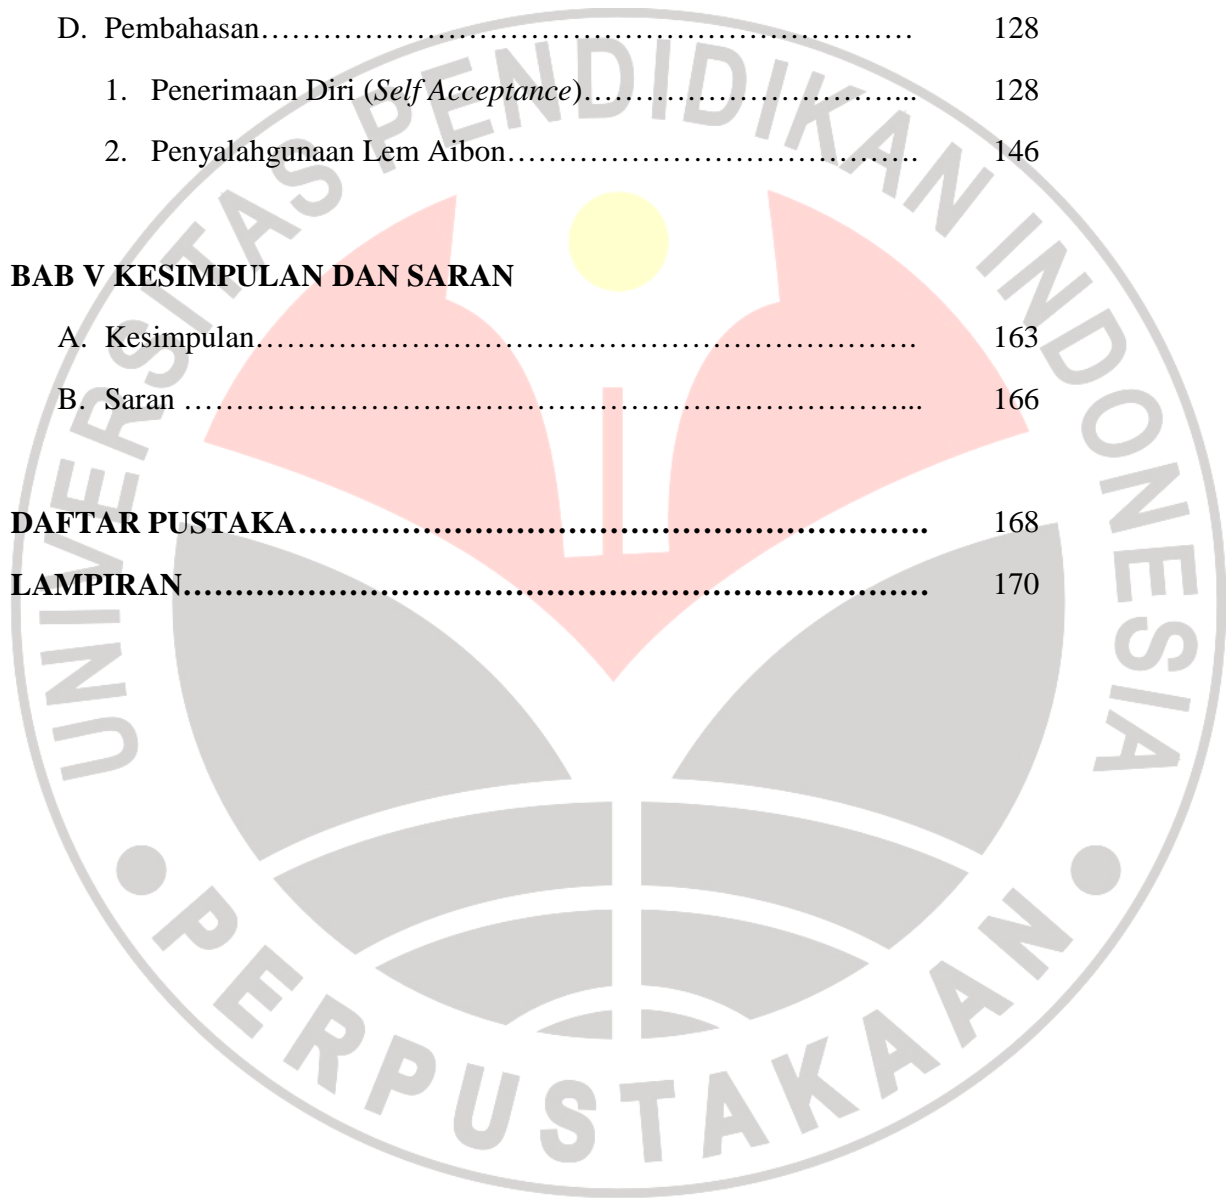 D. Pembahasan……………………………………………………… 128
1. Penerimaan Diri (Self Acceptance)…………………………... 128
2. Penyalahgunaan Lem Aibon…………………………………. 146
BAB V KESIMPULAN DAN SARAN
A. Kesimpulan………………………………………………………. 163
B. Saran ……………………………………………………………... 166
DAFTAR PUSTAKA……………………………………………………. 168
LAMPIRAN……………………………………………………………… 170
UNIVERSITAS PENDIDIKAN INDONESIA
PERPUSTAKAAN